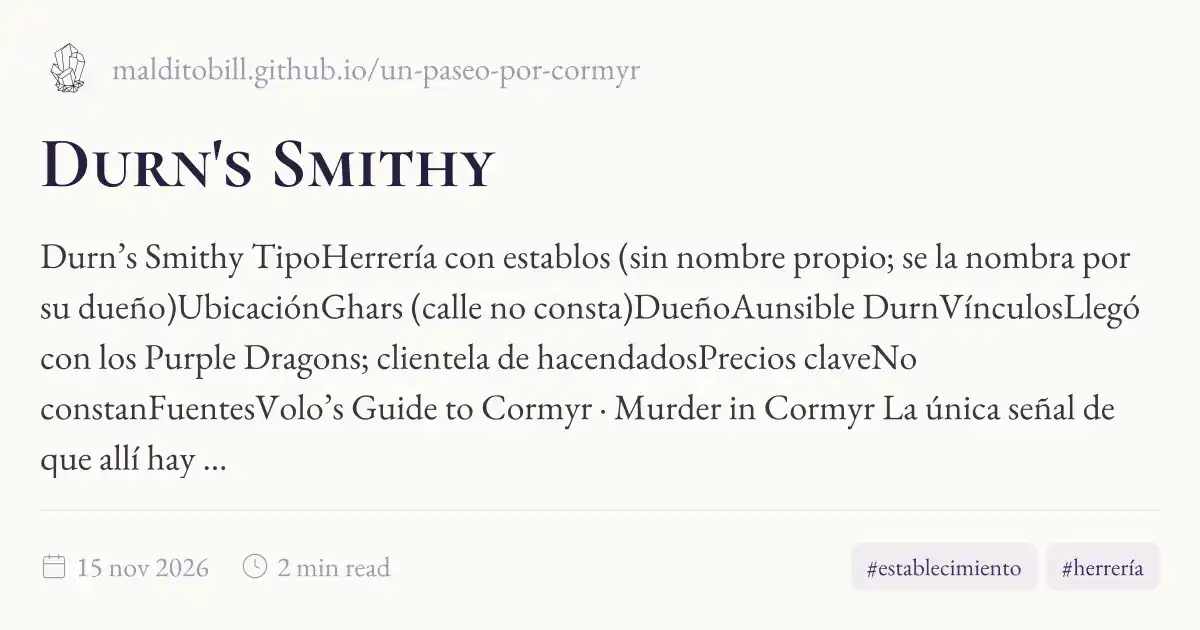 malditobill.github.io/un-paseo-por-cormyr
Durn's Smithy
Durn’s Smithy TipoHerrería con establos (sin nombre propio; se la nombra por
su dueño)UbicaciónGhars (calle no consta)DueñoAunsible DurnVínculosLlegó
con los Purple Dragons; clientela de hacendadosPrecios claveNo
constanFuentesVolo’s Guide to Cormyr · Murder in Cormyr La única señal de
que allí hay ...
15 nov 2026
2 min read
#establecimiento
#herrería